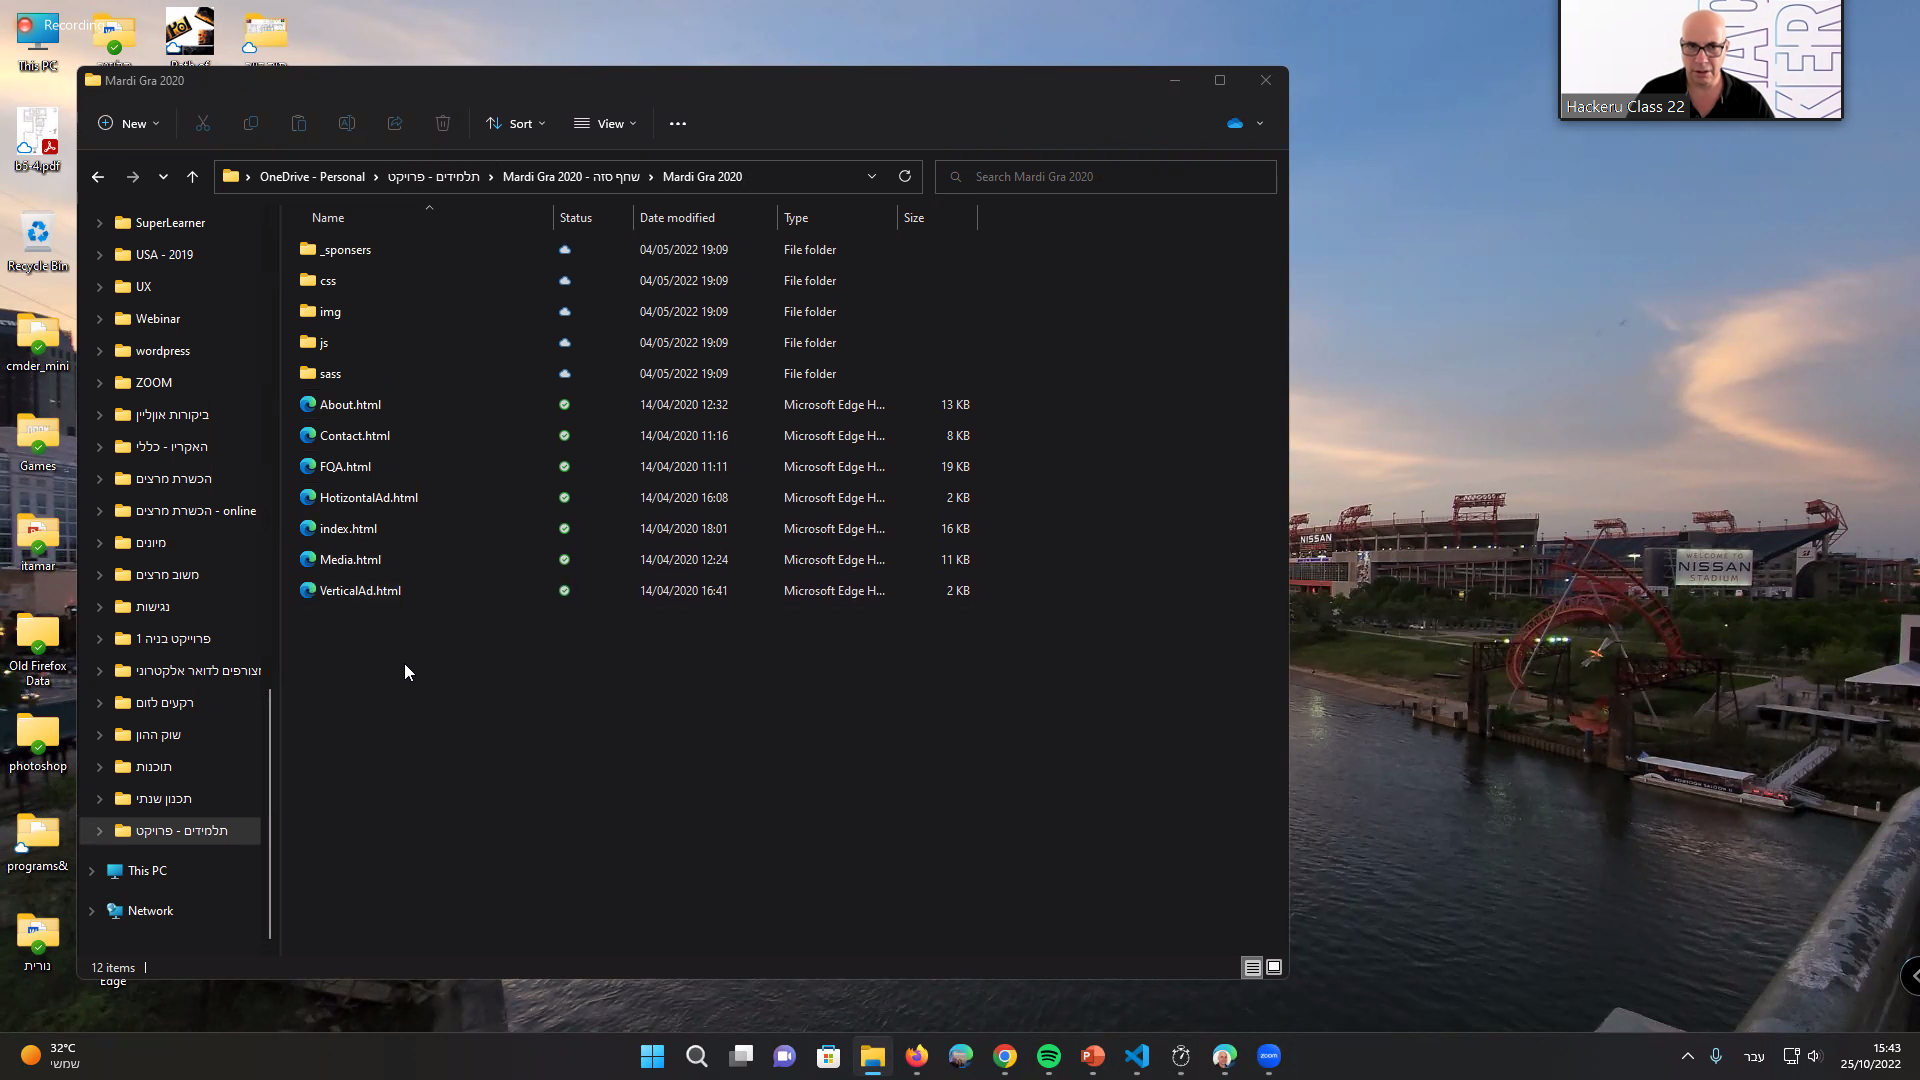 Recording
This PC
b5-4.pdf
Recycle Bin
cmder_mini
Games
itamar
Old Firefox
Data
photoshop
programs&
נורית
Edge
Mardi Gra 2020
New
Sort
View
OneDrive - Personal
תלמידים - פרויקט
Mardi Gra 2020 - שחף סזה
Mardi Gra 2020
Search Mardi Gra 2020
SuperLearner
USA - 2019
UX
Webinar
wordpress
ZOOM
ביקורות אוןליין
האקריו - כללי
הכשרת מרצים
הכשרת מרצים - online
מיונים
משוב מרצים
נגישות
פרוייקט בניה 1
לדואר אלקטרוני
רקעים לזום
שוק ההון
תוכנות
תכנון שנתי
תלמידים - פרויקט
This PC
Network
Name Status Date modified Type Size
_sponsers 04/05/2022 19:09 File folder
css 04/05/2022 19:09 File folder
img 04/05/2022 19:09 File folder
js 04/05/2022 19:09 File folder
sass 04/05/2022 19:09 File folder
About.html 14/04/2020 12:32 Microsoft Edge H... 13 KB
Contact.html 14/04/2020 11:16 Microsoft Edge H... 8 KB
FQA.html 14/04/2020 11:11 Microsoft Edge H... 19 KB
HotizontalAd.html 14/04/2020 16:08 Microsoft Edge H... 2 KB
index.html 14/04/2020 18:01 Microsoft Edge H... 16 KB
Media.html 14/04/2020 12:24 Microsoft Edge H... 11 KB
VerticalAd.html 14/04/2020 16:41 Microsoft Edge H... 2 KB
12 items
Hackeru Class 22
NISSAN
WELCOME TO
NISSAN
STADIUM
32°C
שמשי
zoom
עבר
15:43
25/10/2022